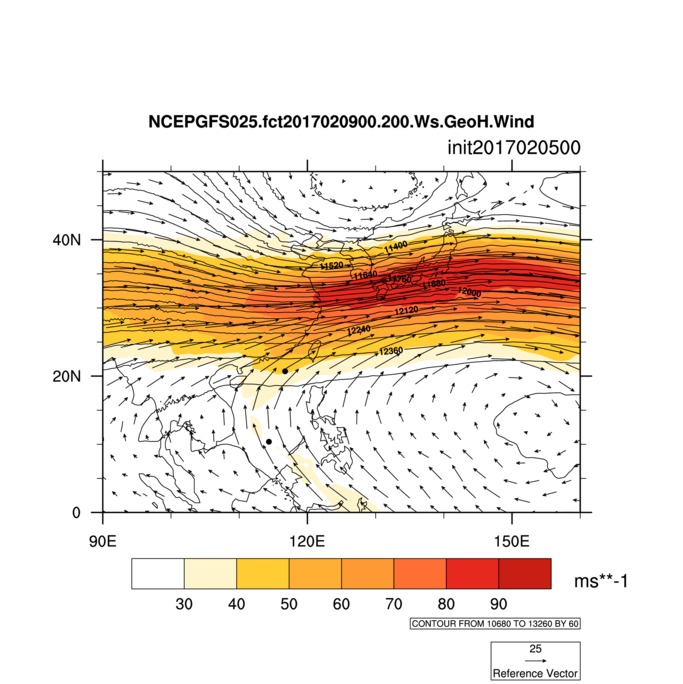 NCEPGFS025.fct2017020900.200.Ws.GeoH.Wind
init2017020500
40N
20N
0
11400
11520
11640
11760
11880
12000
12120
12240
12360
90E 120E 150E
30 40 50 60 70 80 90
ms**-1
CONTOUR FROM 10680 TO 13260 BY 60
25
Reference Vector